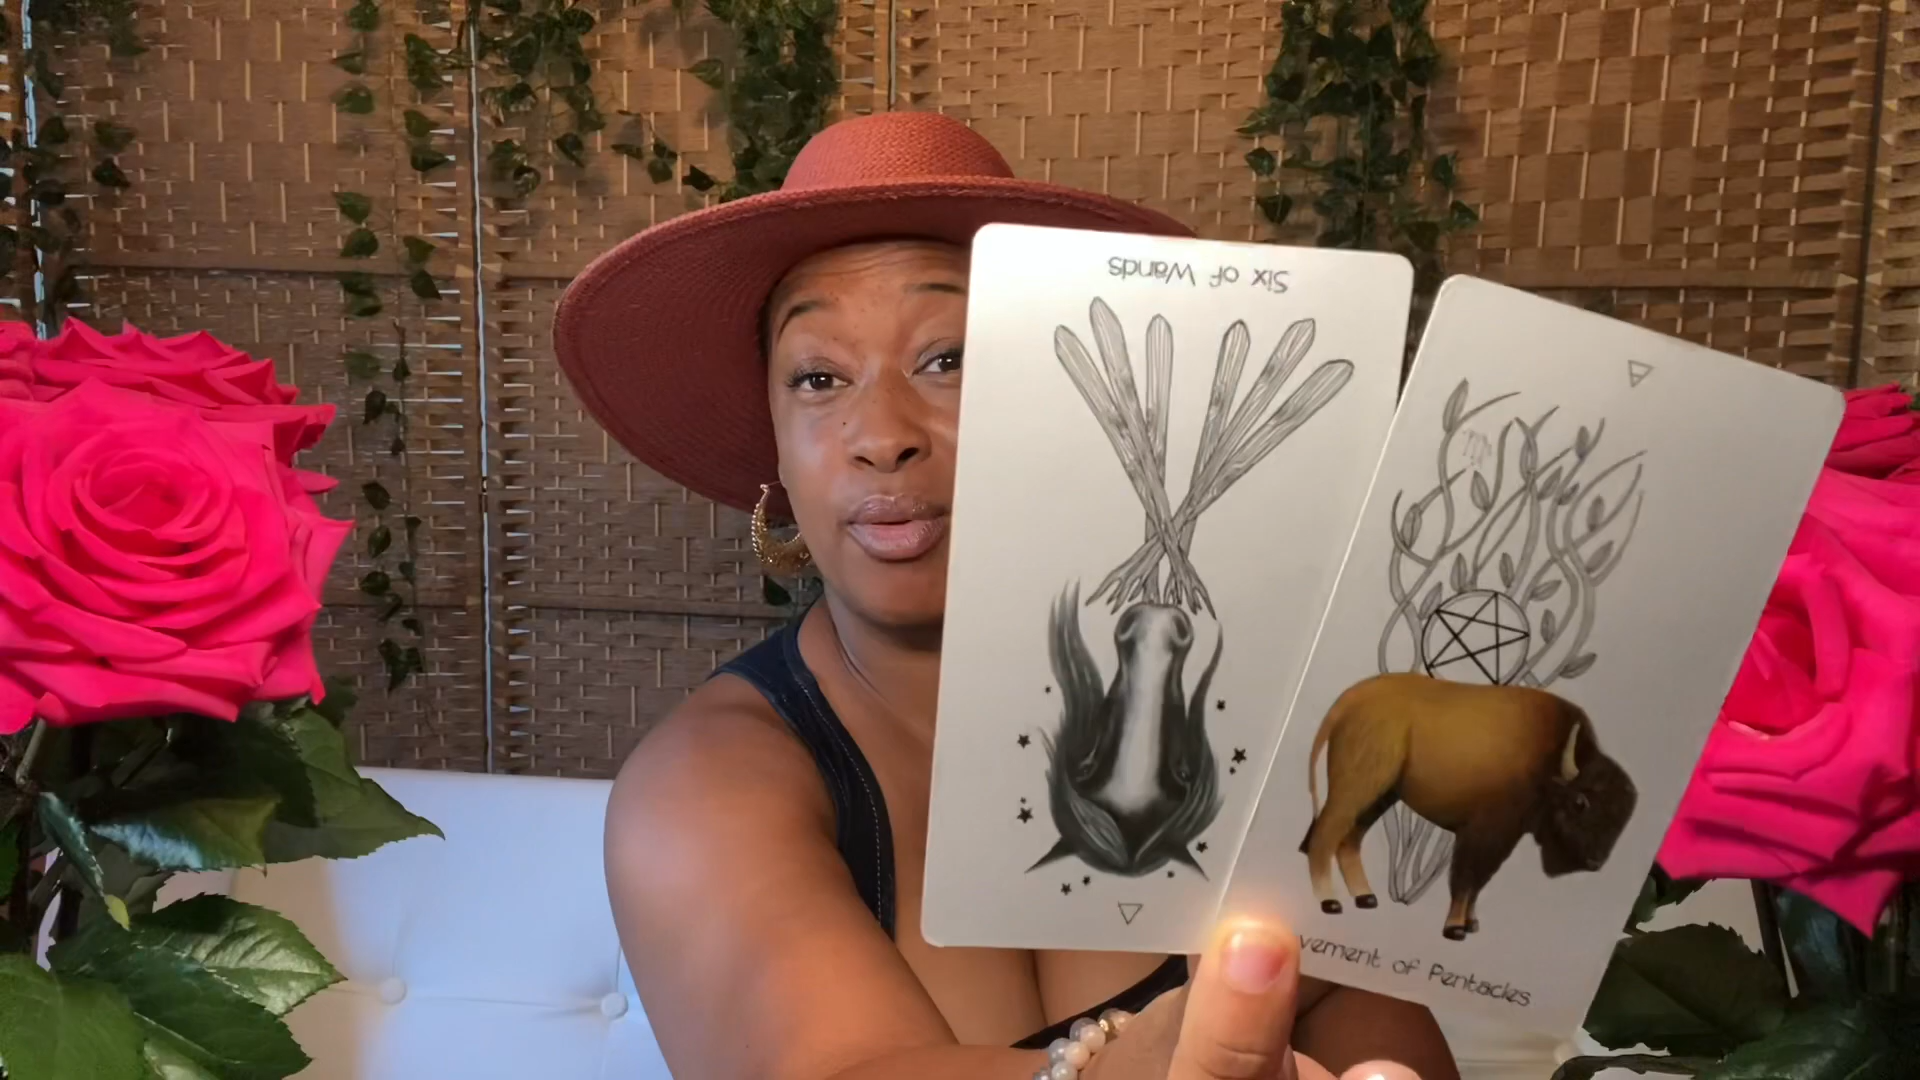 Six of Wands
vement of Pentacles